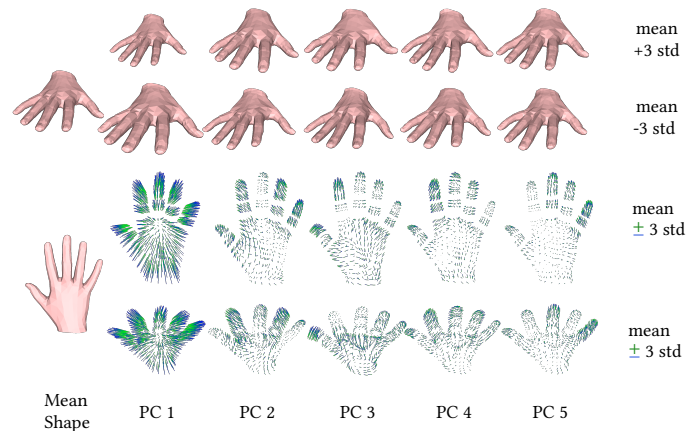 mean
+3 std
mean
-3 std
mean
± 3 std
mean
± 3 std
Mean
Shape
PC 1
PC 2
PC 3
PC 4
PC 5